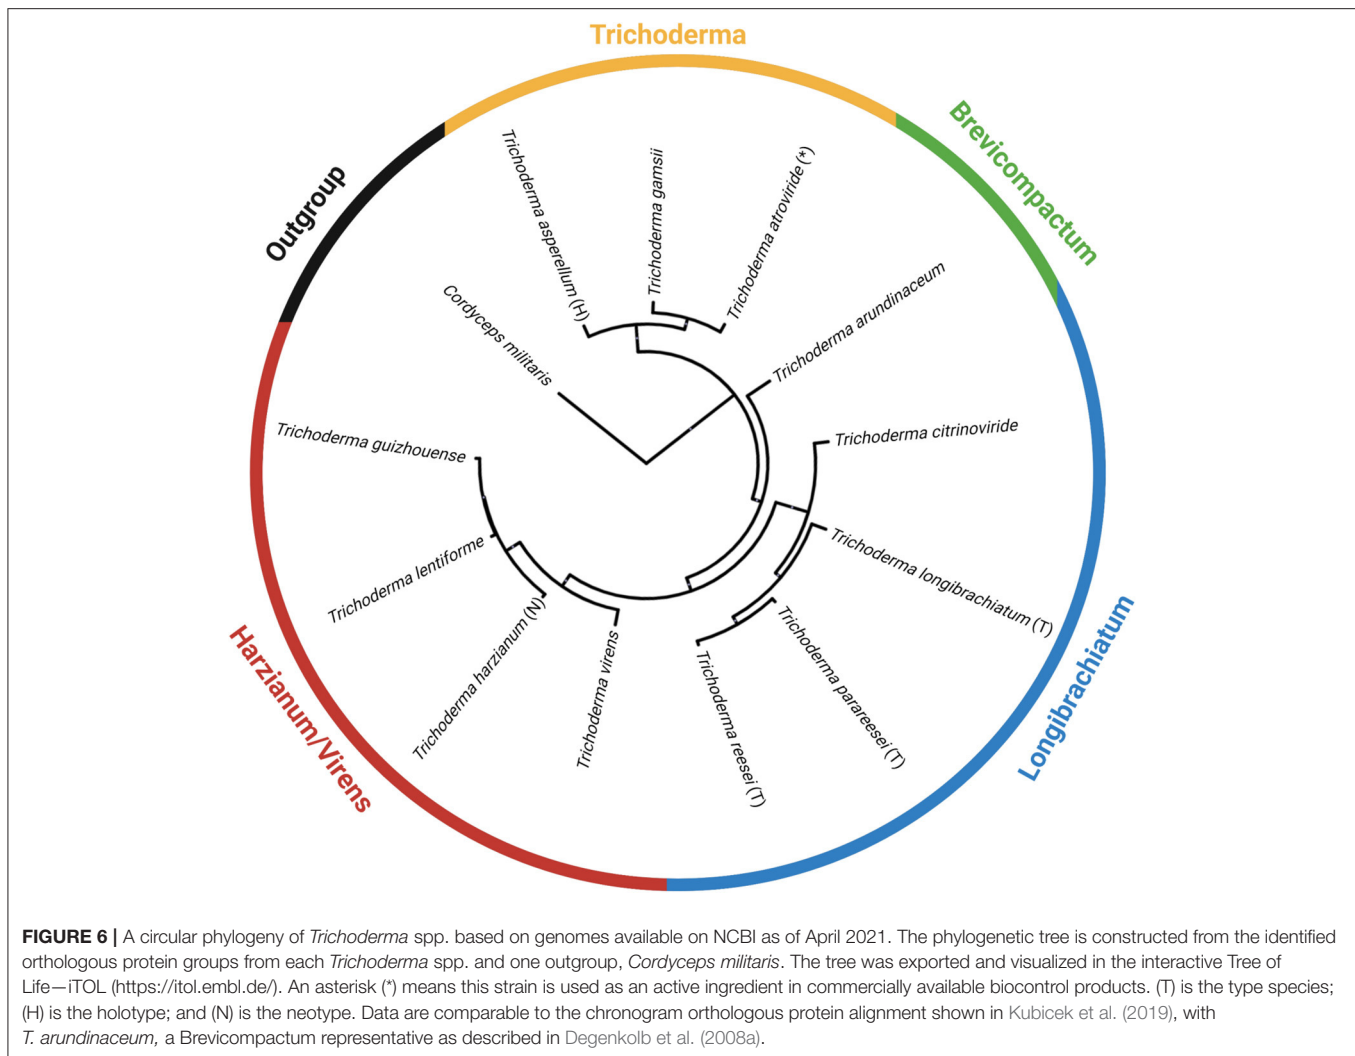 Trichoderma
Brevicompactum
Outgroup
Trichoderma asperellum (H)
Trichoderma gamsii
Trichoderma atroviride (*)
Trichoderma arundinaceum
Cordyceps militaris
Trichoderma citrinoviride
Trichoderma guizhouense
Trichoderma longibrachiatum (T)
Trichoderma lentiforme
Trichoderma harzianum (N)
Trichoderma virens
Trichoderma parareesei (T)
Trichoderma reesei (T)
Harzianum/Virens
Longibrachiatum
FIGURE 6 | A circular phylogeny of Trichoderma spp. based on genomes available on NCBI as of April 2021. The phylogenetic tree is constructed from the identified
orthologous protein groups from each Trichoderma spp. and one outgroup, Cordyceps militaris. The tree was exported and visualized in the interactive Tree of
Life—iTOL (https://itol.embl.de/). An asterisk (*) means this strain is used as an active ingredient in commercially available biocontrol products. (T) is the type species;
(H) is the holotype; and (N) is the neotype. Data are comparable to the chronogram orthologous protein alignment shown in Kubicek et al. (2019), with
T. arundinaceum, a Brevicompactum representative as described in Degenkolb et al. (2008a).